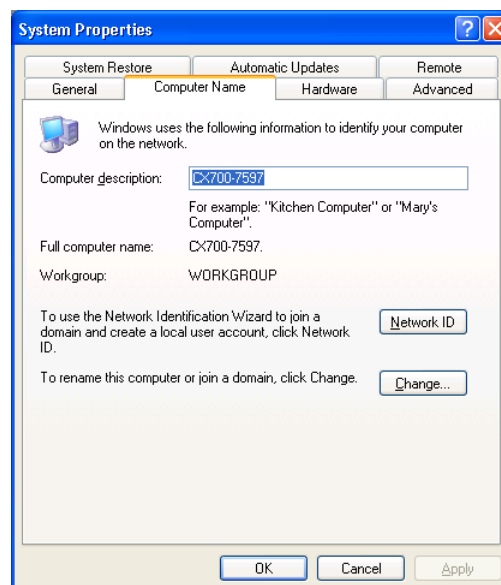 System Properties
System Restore
Automatic Updates
Remote
General
Computer Name
Hardware
Advanced
Windows uses the following information to identify your computer
on the network.
Computer description:
CX700-7597
For example: "Kitchen Computer" or "Mary's
Computer".
Full computer name:
CX700-7597.
Workgroup:
WORKGROUP
To use the Network Identification Wizard to join a
domain and create a local user account, click Network
ID.
Network ID
To rename this computer or join a domain, click Change.
Change...
OK
Cancel
Apply